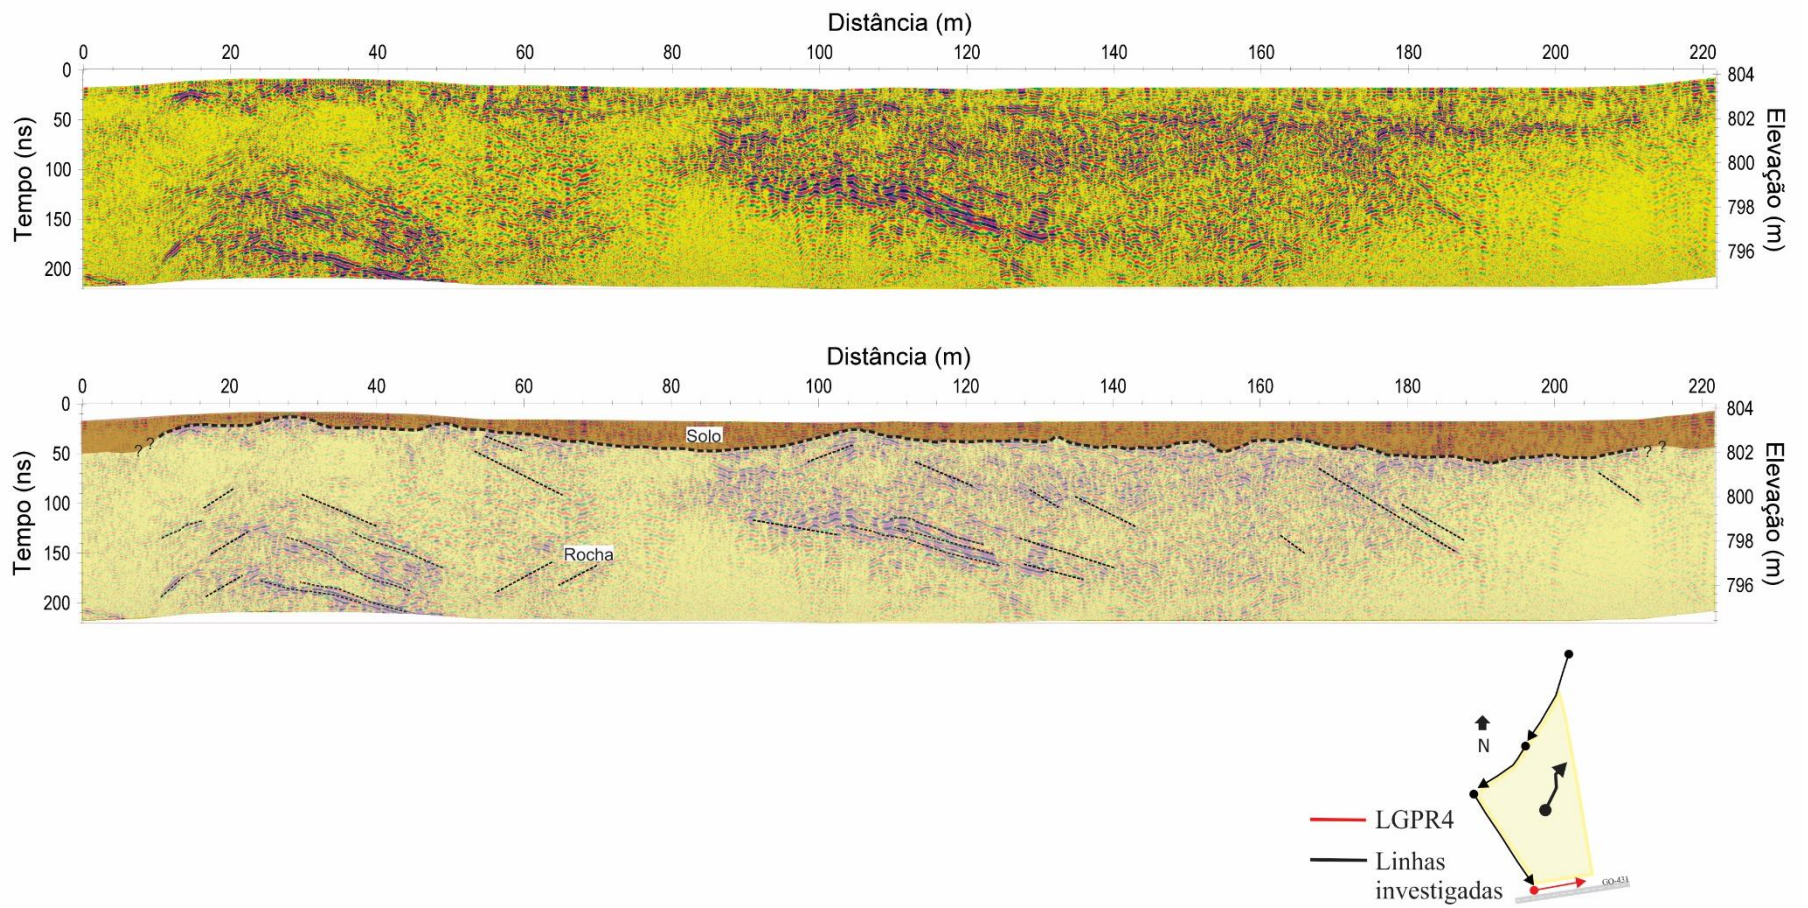 Distância (m)
0 20 40 60 80 100 120 140 160 180 200 220
Tempo (ns)
0
50
100
150
200
Elevação (m)
804
802
800
798
796
Distância (m)
0 20 40 60 80 100 120 140 160 180 200 220
Tempo (ns)
0
50
100
150
200
Elevação (m)
804
802
800
798
796
Solo
? ?
? ?
Rocha
N
LGPR4
Linhas
investigadas
GO-431